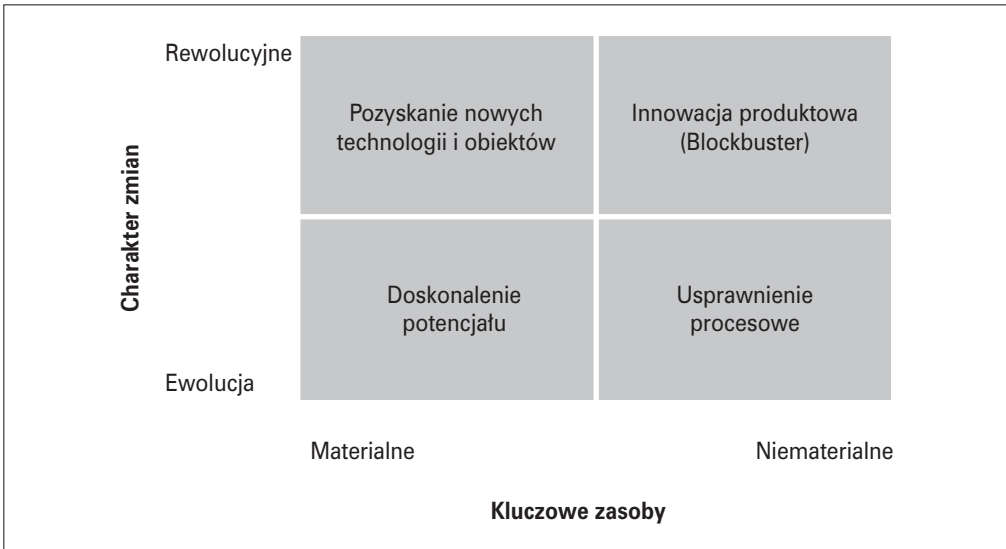 Rewolucyjne
Pozyskanie nowych
technologii i obiektów
Innowacja produktowa
(Blockbuster)
Charakter zmian
Doskonalenie
potencjału
Usprawnienie
procesowe
Ewolucja
Materialne
Niematerialne
Kluczowe zasoby